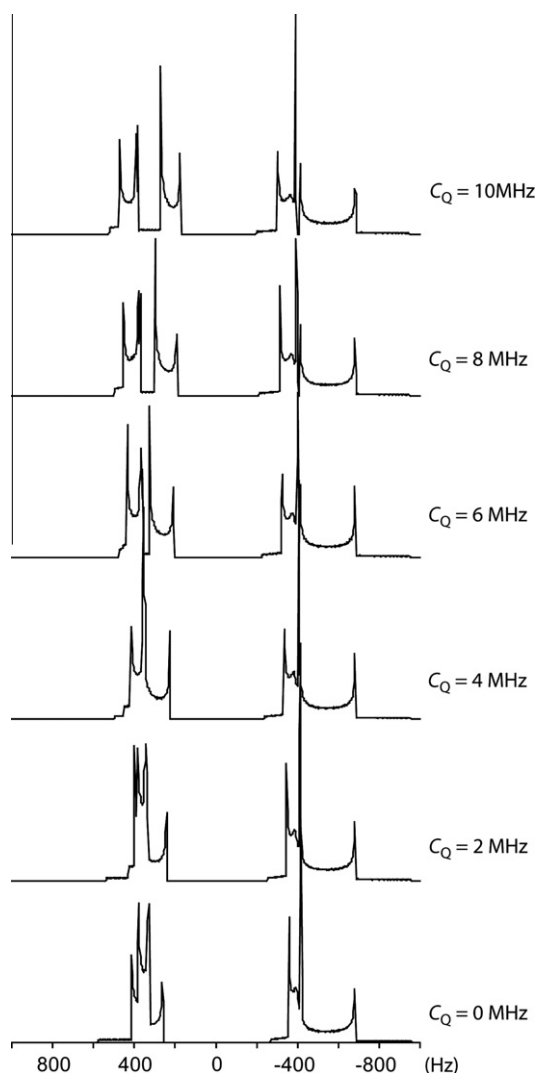 C_Q = 10MHz
C_Q = 8 MHz
C_Q = 6 MHz
C_Q = 4 MHz
C_Q = 2 MHz
C_Q = 0 MHz
800 400 0 -400 -800 (Hz)